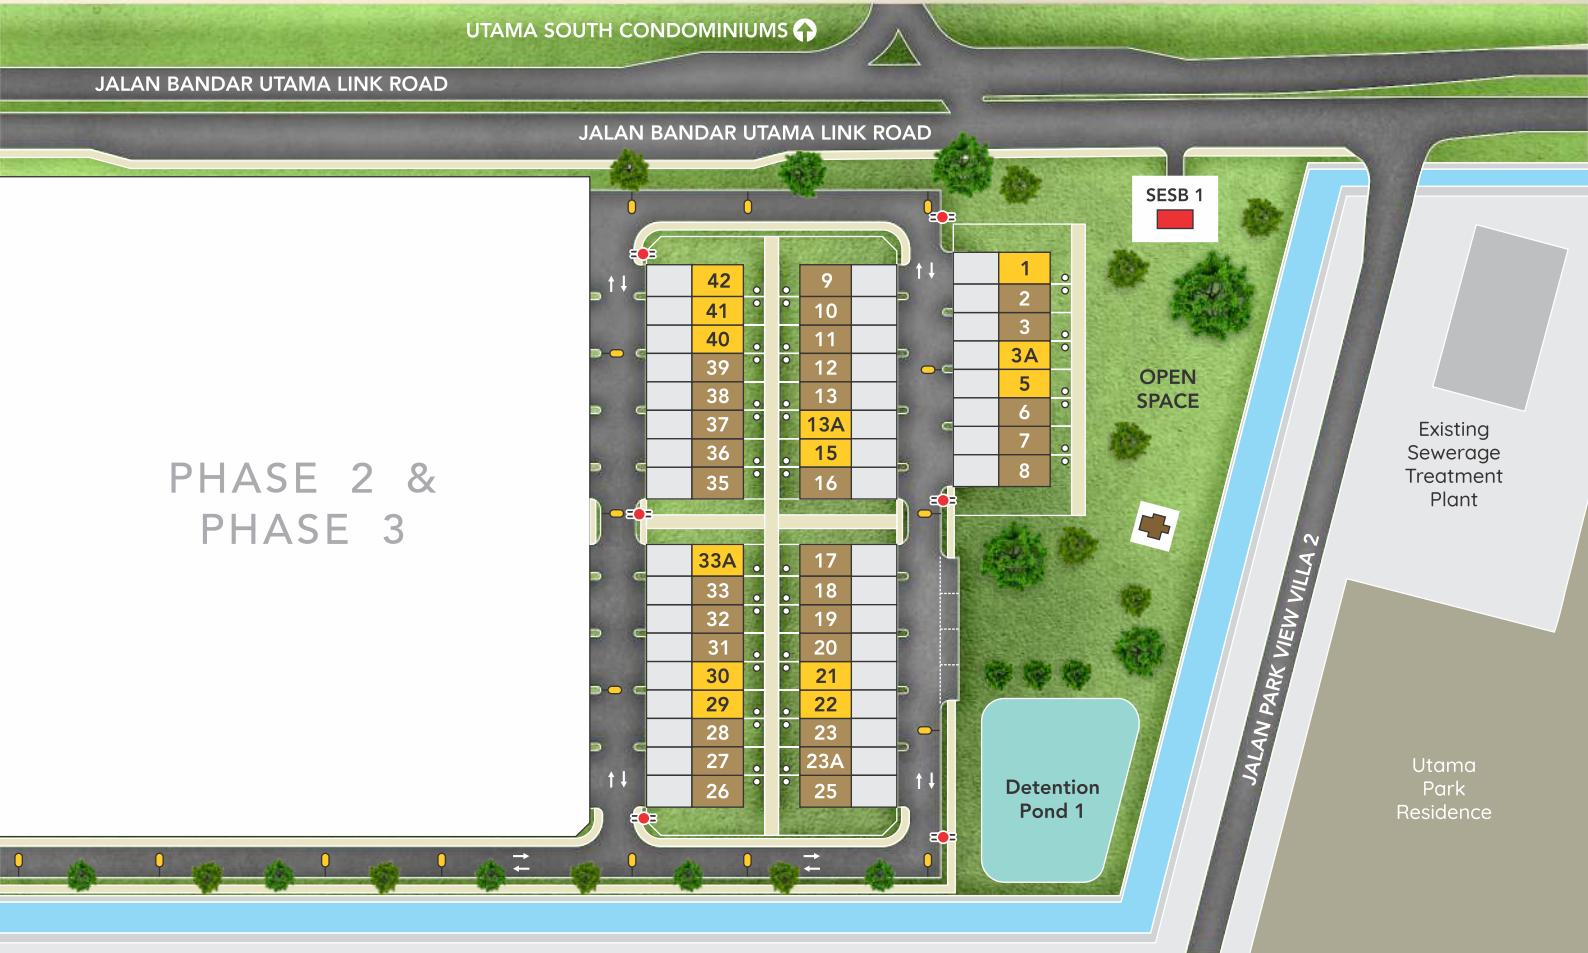 UTAMA SOUTH CONDOMINIUMS
JALAN BANDAR UTAMA LINK ROAD
JALAN BANDAR UTAMA LINK ROAD
SESB 1
PHASE 2 &
PHASE 3
42
41
40
39
38
37
36
35
9
10
11
12
13
13A
15
16
1
2
3
3A
5
6
7
8
33A
33
32
31
30
29
28
27
26
17
18
19
20
21
22
23
23A
25
OPEN
SPACE
Existing
Sewerage
Treatment
Plant
JALAN PARK VIEW VILLA 2
Detention
Pond 1
Utama
Park
Residence